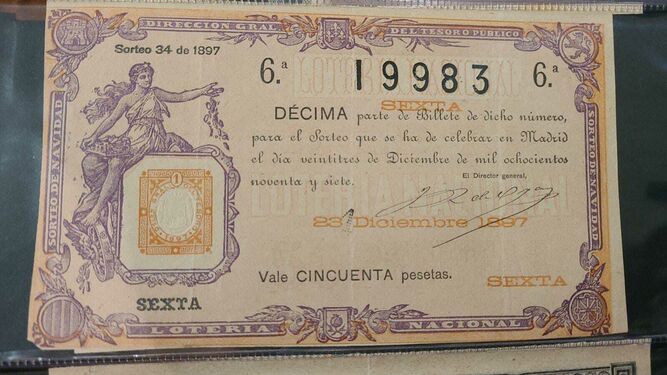 DIRECCION GRAL DEL TESORO PUBLICO
Sorteo 34 de 1897
6.ª 19983 6.ª
SEXTA
DÉCIMA parte de Billete de dicho número,
para el Sorteo que se ha de celebrar en Madrid
el día veintitres de Diciembre de mil ochocientos
noventa y siete.
El Director general,
23 Diciembre 1897
Vale CINCUENTA pesetas.
SEXTA
SEXTA
SORTEO DE NAVIDAD
SORTEO DE NAVIDAD
LOTERIA NACIONAL